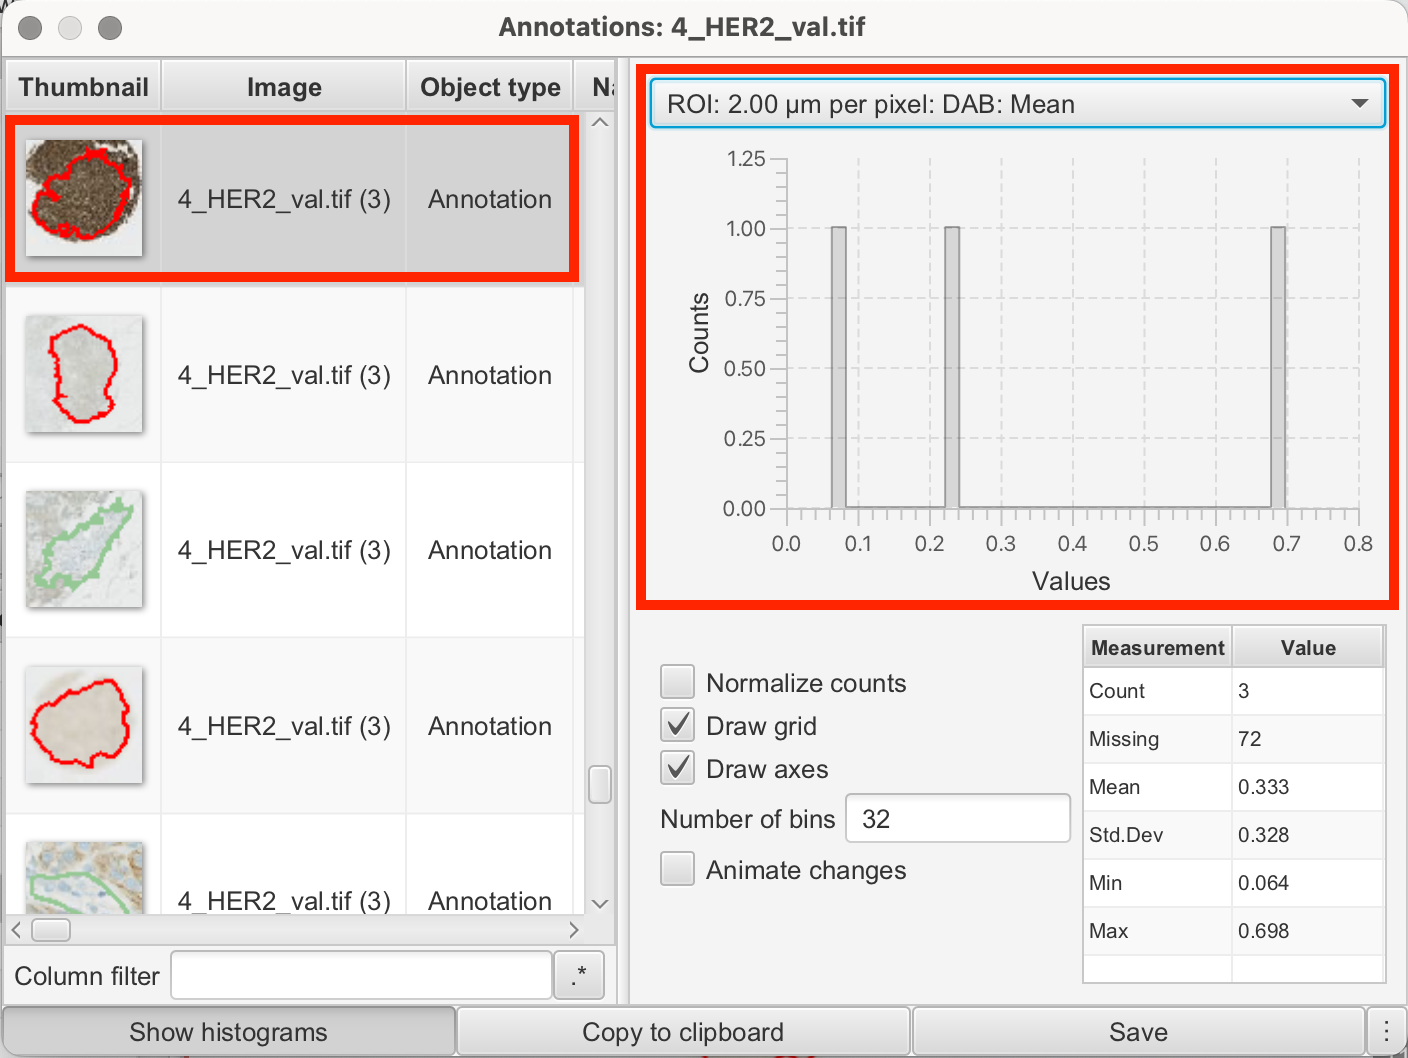 Annotations: 4_HER2_val.tif
Thumbnail Image Object type
4_HER2_val.tif (3) Annotation
4_HER2_val.tif (3) Annotation
4_HER2_val.tif (3) Annotation
4_HER2_val.tif (3) Annotation
4_HER2_val.tif (3) Annotation
Column filter .*
ROI: 2.00 µm per pixel: DAB: Mean
1.25
1.00
0.75
0.50
0.25
0.00
Counts
0.0 0.1 0.2 0.3 0.4 0.5 0.6 0.7 0.8
Values
Normalize counts
Draw grid
Draw axes
Number of bins 32
Animate changes
Measurement Value
Count 3
Missing 72
Mean 0.333
Std.Dev 0.328
Min 0.064
Max 0.698
Show histograms Copy to clipboard Save